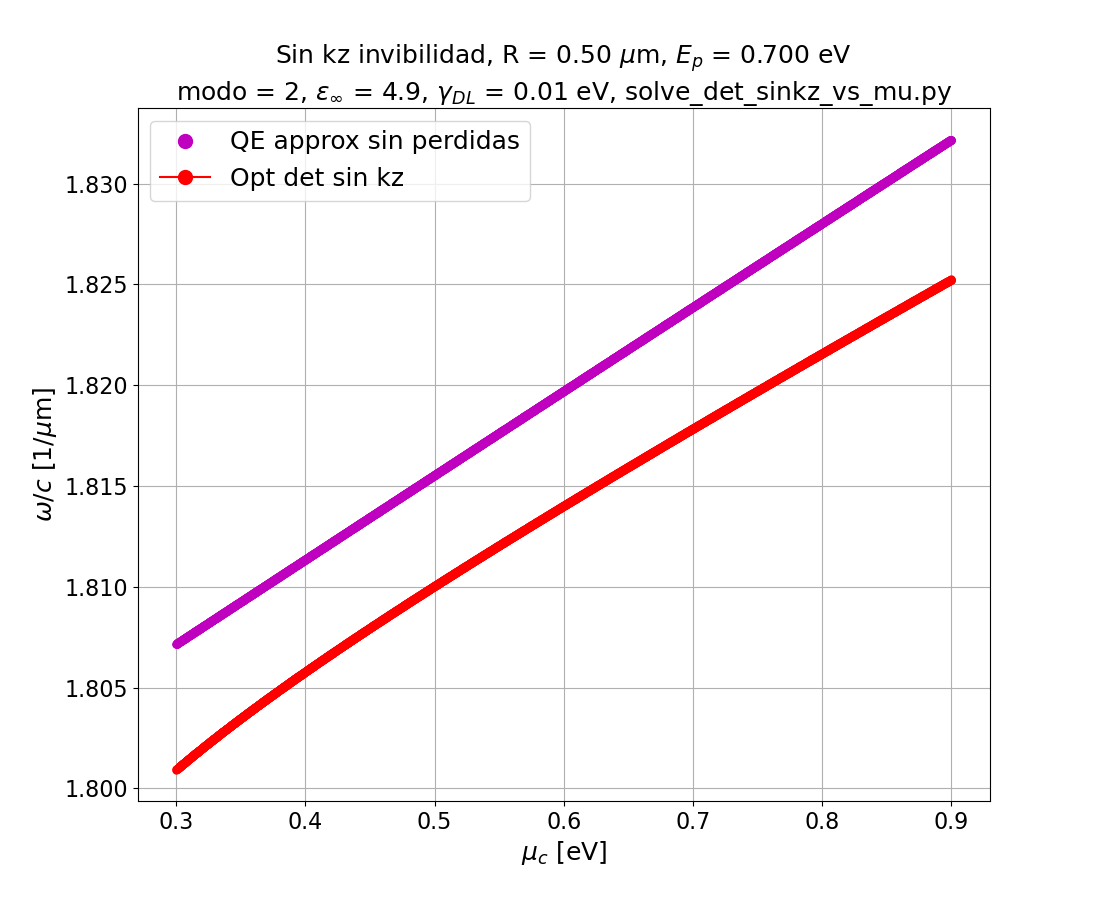 Sin kz invibilidad, R = 0.50 μm, $E_p$ = 0.700 eV
modo = 2, $ε_∞$ = 4.9, $γ_{DL}$ = 0.01 eV, solve_det_sinkz_vs_mu.py
QE approx sin perdidas
Opt det sin kz
1.830
1.825
1.820
1.815
1.810
1.805
1.800
ω/c [1/μm]
0.3 0.4 0.5 0.6 0.7 0.8 0.9
$μ_c$ [eV]